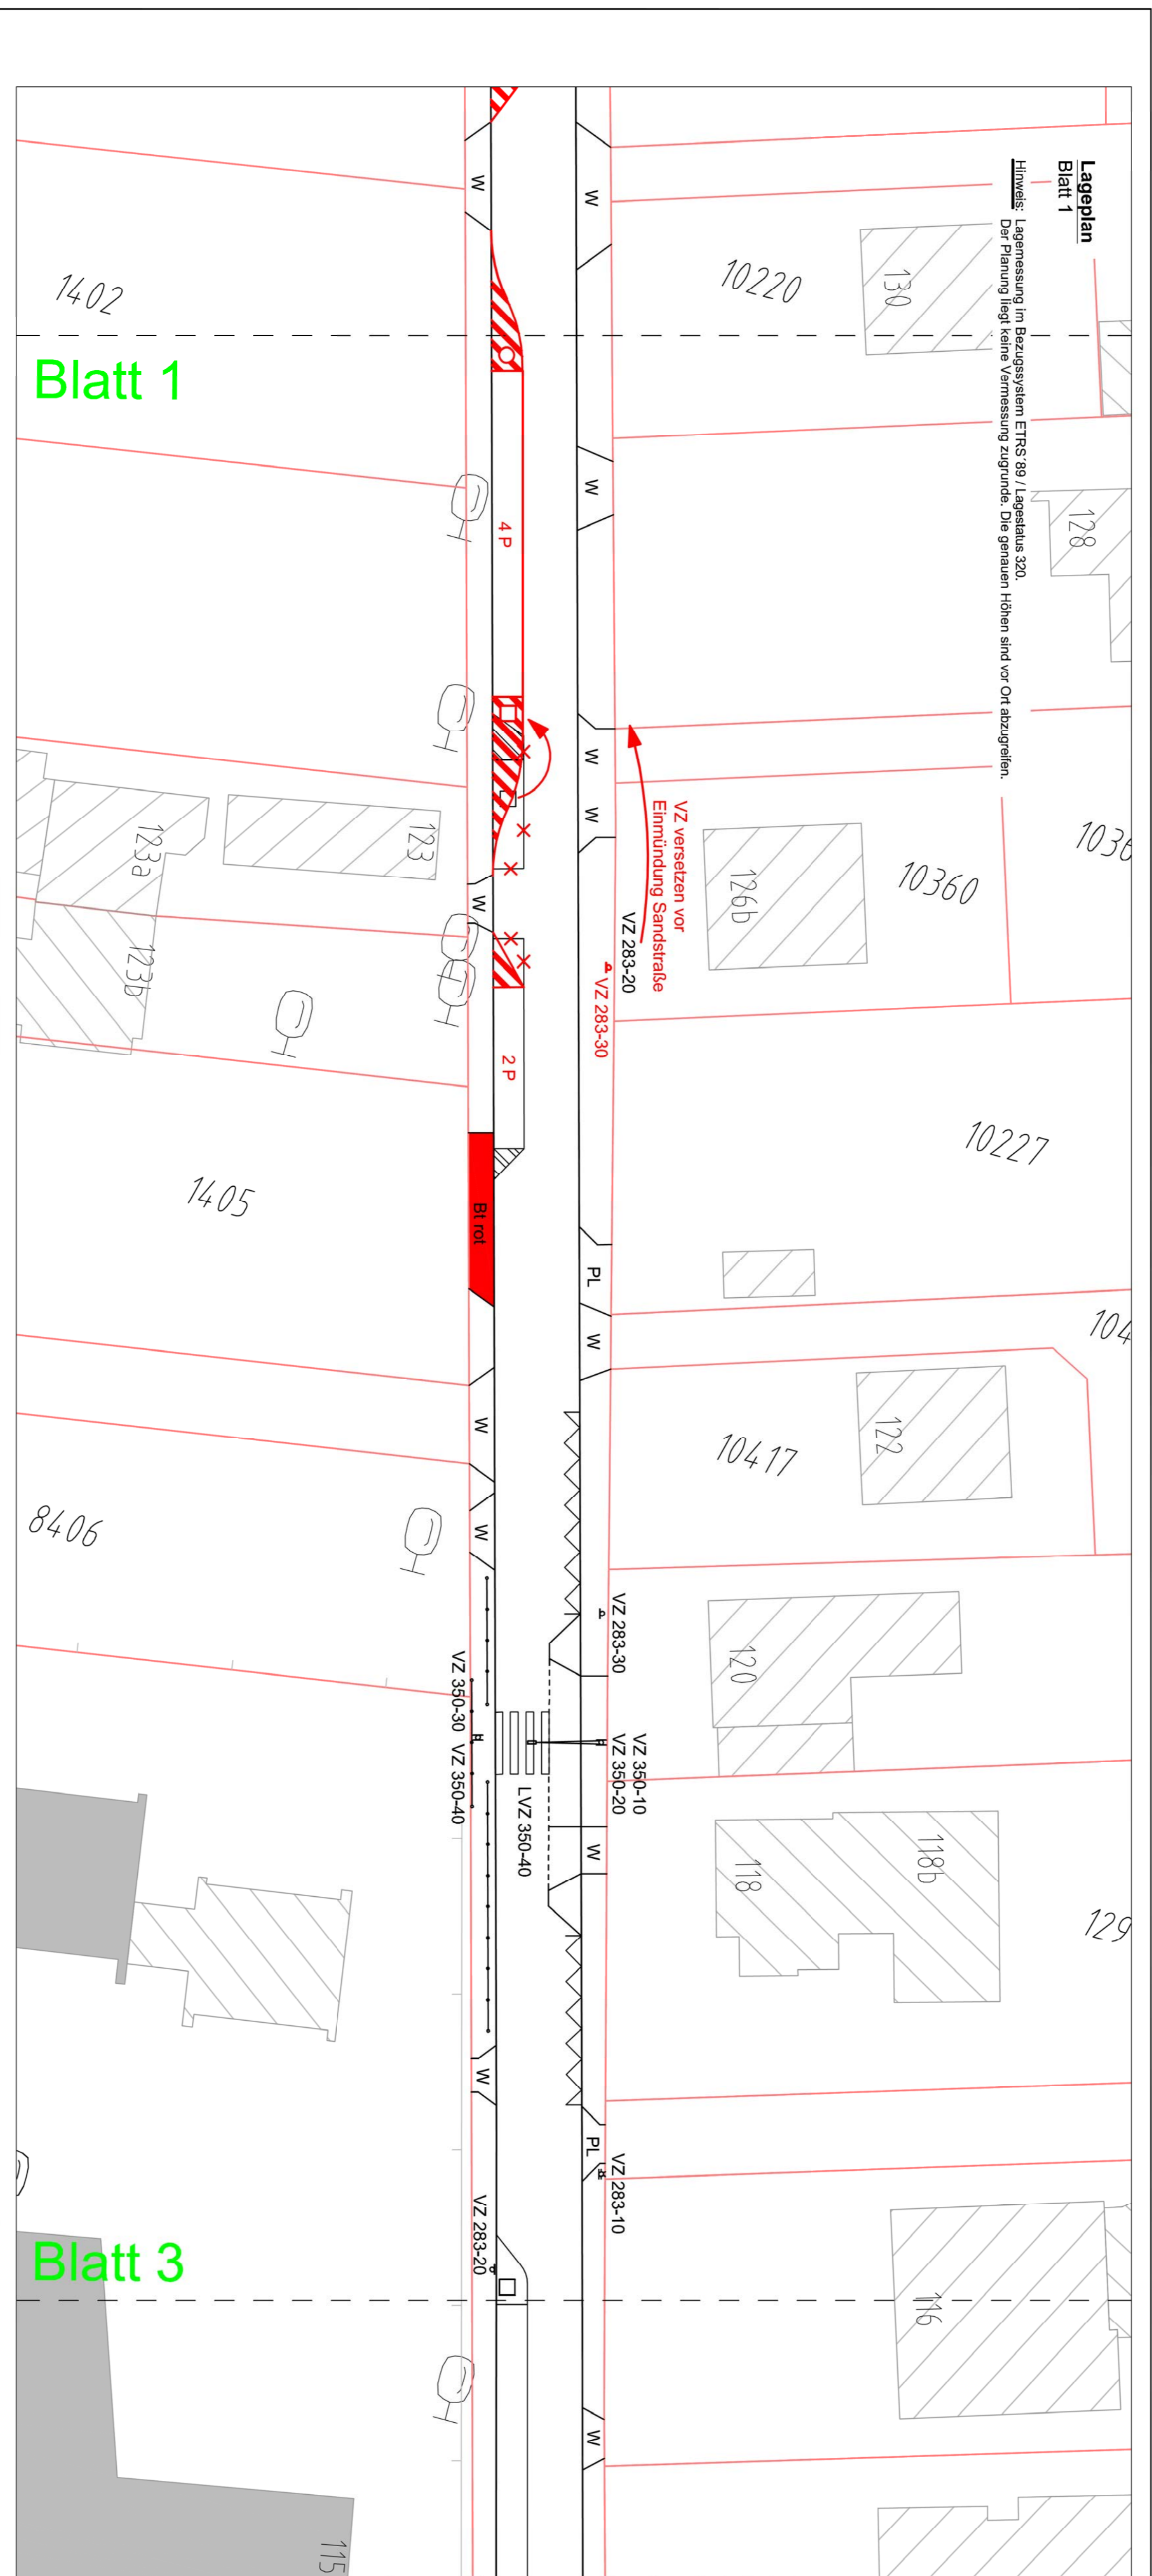 Lageplan
Blatt 1
Hinweis: Lagemessung im Bezugssystem ETRS´89 / Lagestatus 320.
Der Planung liegt keine Vermessung zugrunde. Die genauen Höhen sind vor Ort abzugreifen.
W
W
10220
130
1402
Blatt 1
W
128
4 P
W
W
VZ versetzen vor
Einmündung Sandstraße
VZ 283-20
VZ 283-30
126b
10360
1036
123a
123
123b
W
2 P
10227
1405
Bt rot
PL
W
104
122
10417
W
W
8406
VZ 283-30
120
VZ 350-30
VZ 350-40
VZ 350-10
VZ 350-20
LVZ 350-40
W
118
118b
129
W
PL
VZ 283-10
VZ 283-20
Blatt 3
116
W
115